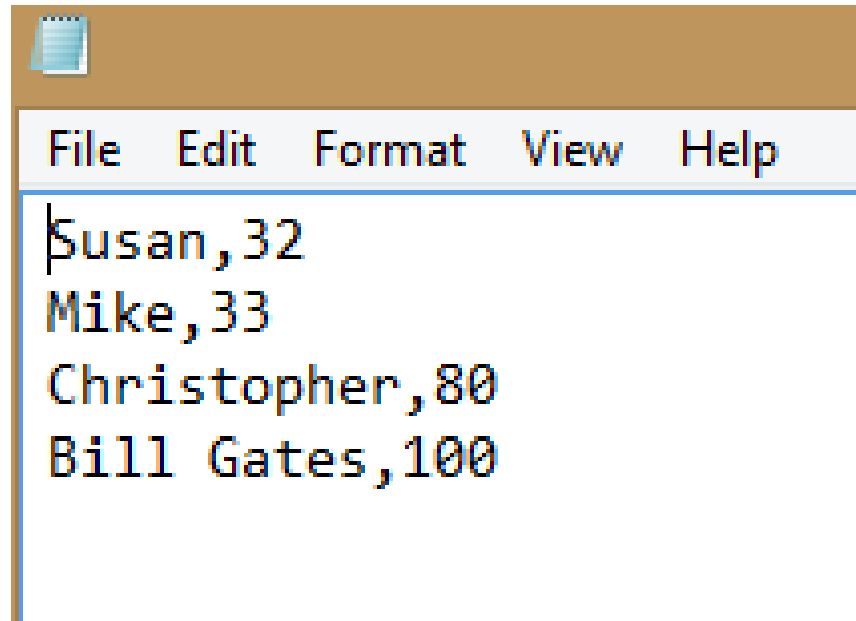 File Edit Format View Help
Susan,32
Mike,33
Christopher,80
Bill Gates,100